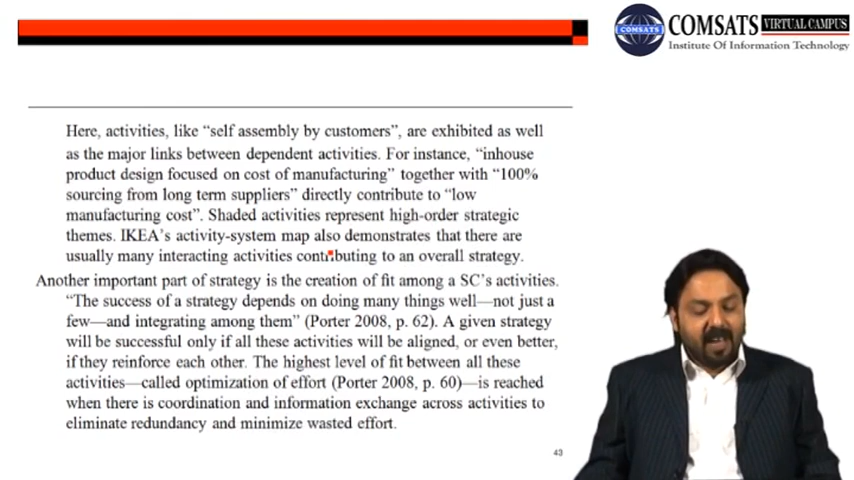 COMSATS VIRTUAL CAMPUS
Institute Of Information Technology
COMSATS
Here, activities, like “self assembly by customers”, are exhibited as well
as the major links between dependent activities. For instance, “inhouse
product design focused on cost of manufacturing” together with “100%
sourcing from long term suppliers” directly contribute to “low
manufacturing cost”. Shaded activities represent high-order strategic
themes. IKEA’s activity-system map also demonstrates that there are
usually many interacting activities contributing to an overall strategy.
Another important part of strategy is the creation of fit among a SC’s activities.
“The success of a strategy depends on doing many things well—not just a
few—and integrating among them” (Porter 2008, p. 62). A given strategy
will be successful only if all these activities will be aligned, or even better,
if they reinforce each other. The highest level of fit between all these
activities—called optimization of effort (Porter 2008, p. 60)—is reached
when there is coordination and information exchange across activities to
eliminate redundancy and minimize wasted effort.
43